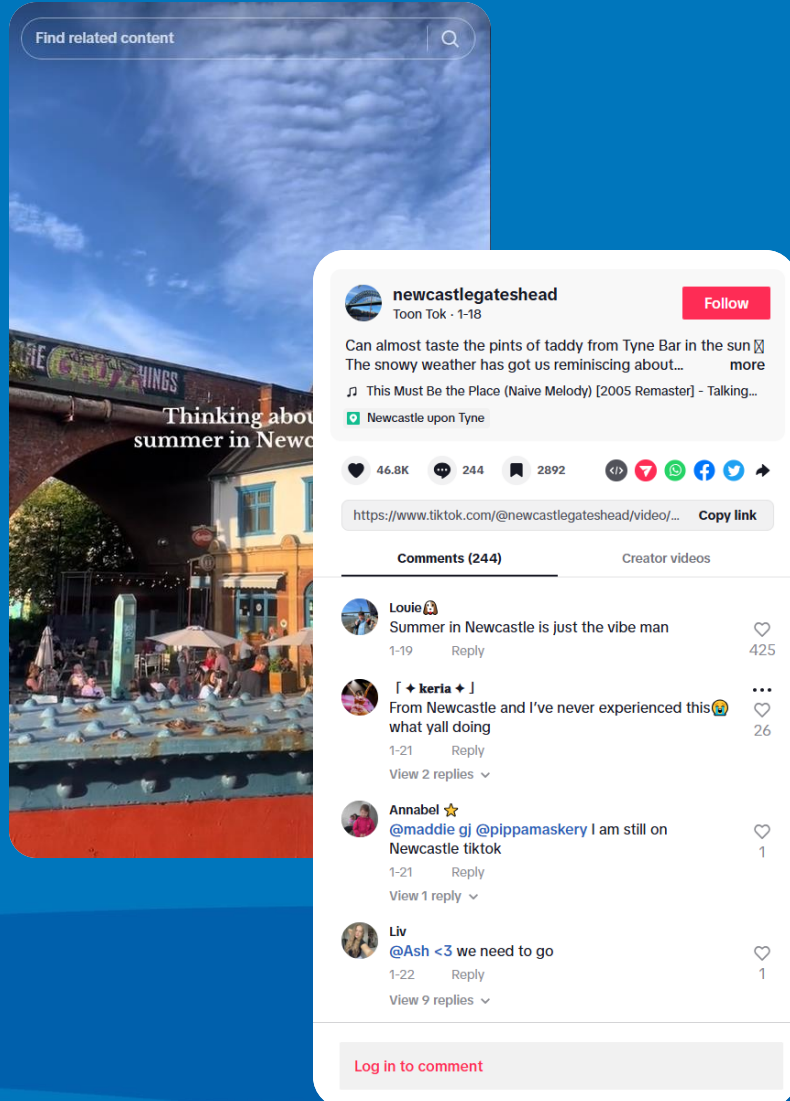 Find related content
THINGS
Thinking abou
summer in Newc
newcastlegateshead
Follow
Toon Tok · 1-18
Can almost taste the pints of taddy from Tyne Bar in the sun
The snowy weather has got us reminiscing about... more
This Must Be the Place (Naive Melody) [2005 Remaster] - Talking...
Newcastle upon Tyne
46.8K 244 2892
https://www.tiktok.com/@newcastlegateshead/video/... Copy link
Comments (244) Creator videos
Louie
Summer in Newcastle is just the vibe man
1-19 Reply
425
「 ✦ keria ✦ 」
From Newcastle and I've never experienced this😭
what yall doing
26
1-21 Reply
View 2 replies
Annabel ⭐
@maddie gj @pippamaskery I am still on
Newcastle tiktok
1
1-21 Reply
View 1 reply
Liv
@Ash <3 we need to go
1-22 Reply
1
View 9 replies
Log in to comment